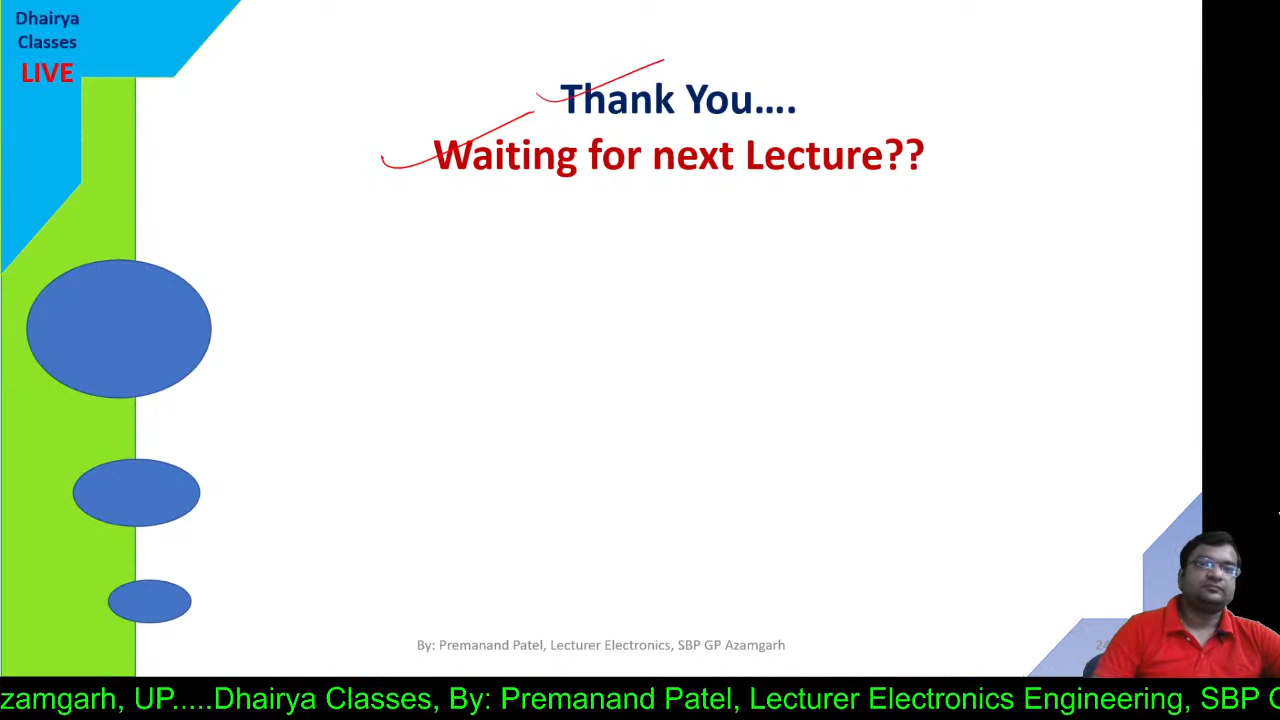 Dhairya
Classes
LIVE
Thank You....
Waiting for next Lecture??
By: Premanand Patel, Lecturer Electronics, SBP GP Azamgarh
zamgarh, UP.....Dhairya Classes, By: Premanand Patel, Lecturer Electronics Engineering, SBP